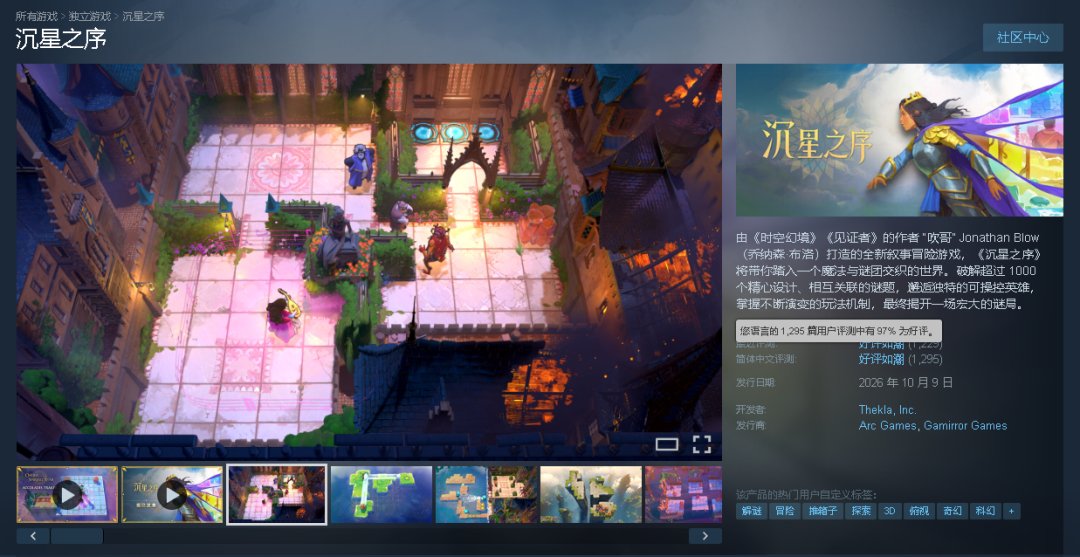 所有游戏 > 独立游戏 > 沉星之序
沉星之序
社区中心
沉星之序
由《时空幻境》《见证者》的作者 "吹哥" Jonathan Blow
（乔纳森·布洛）打造的全新叙事冒险游戏，《沉星之序》
将带你踏入一个魔法与谜团交织的世界。破解超过 1000
个精心设计、相互关联的谜题，邂逅独特的可操控英雄，
掌握不断演变的玩法机制，最终揭开一场宏大的谜局。
您语言的 1,295 篇用户评测中有 97% 为好评。
最近评测: 好评如潮 (1,229)
简体中文评测: 好评如潮 (1,295)
发行日期: 2026 年 10 月 9 日
开发者: Thekla, Inc.
发行商: Arc Games, Gamirror Games
该产品的热门用户自定义标签:
解谜 冒险 推箱子 探索 3D 俯视 奇幻 科幻 +